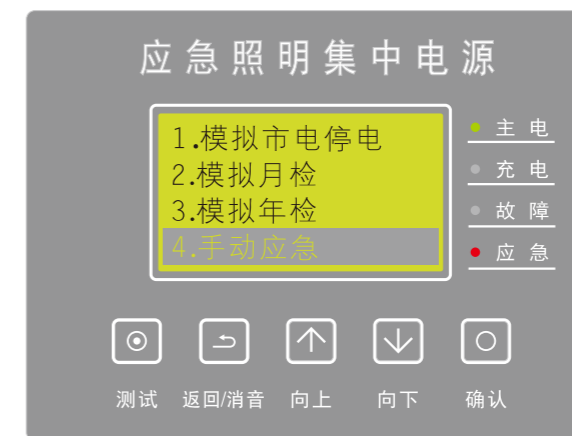 应急照明集中电源
1.模拟市电停电
2.模拟月检
3.模拟年检
4.手动应急
主电
充电
故障
应急
测试 返回/消音 向上 向下 确认